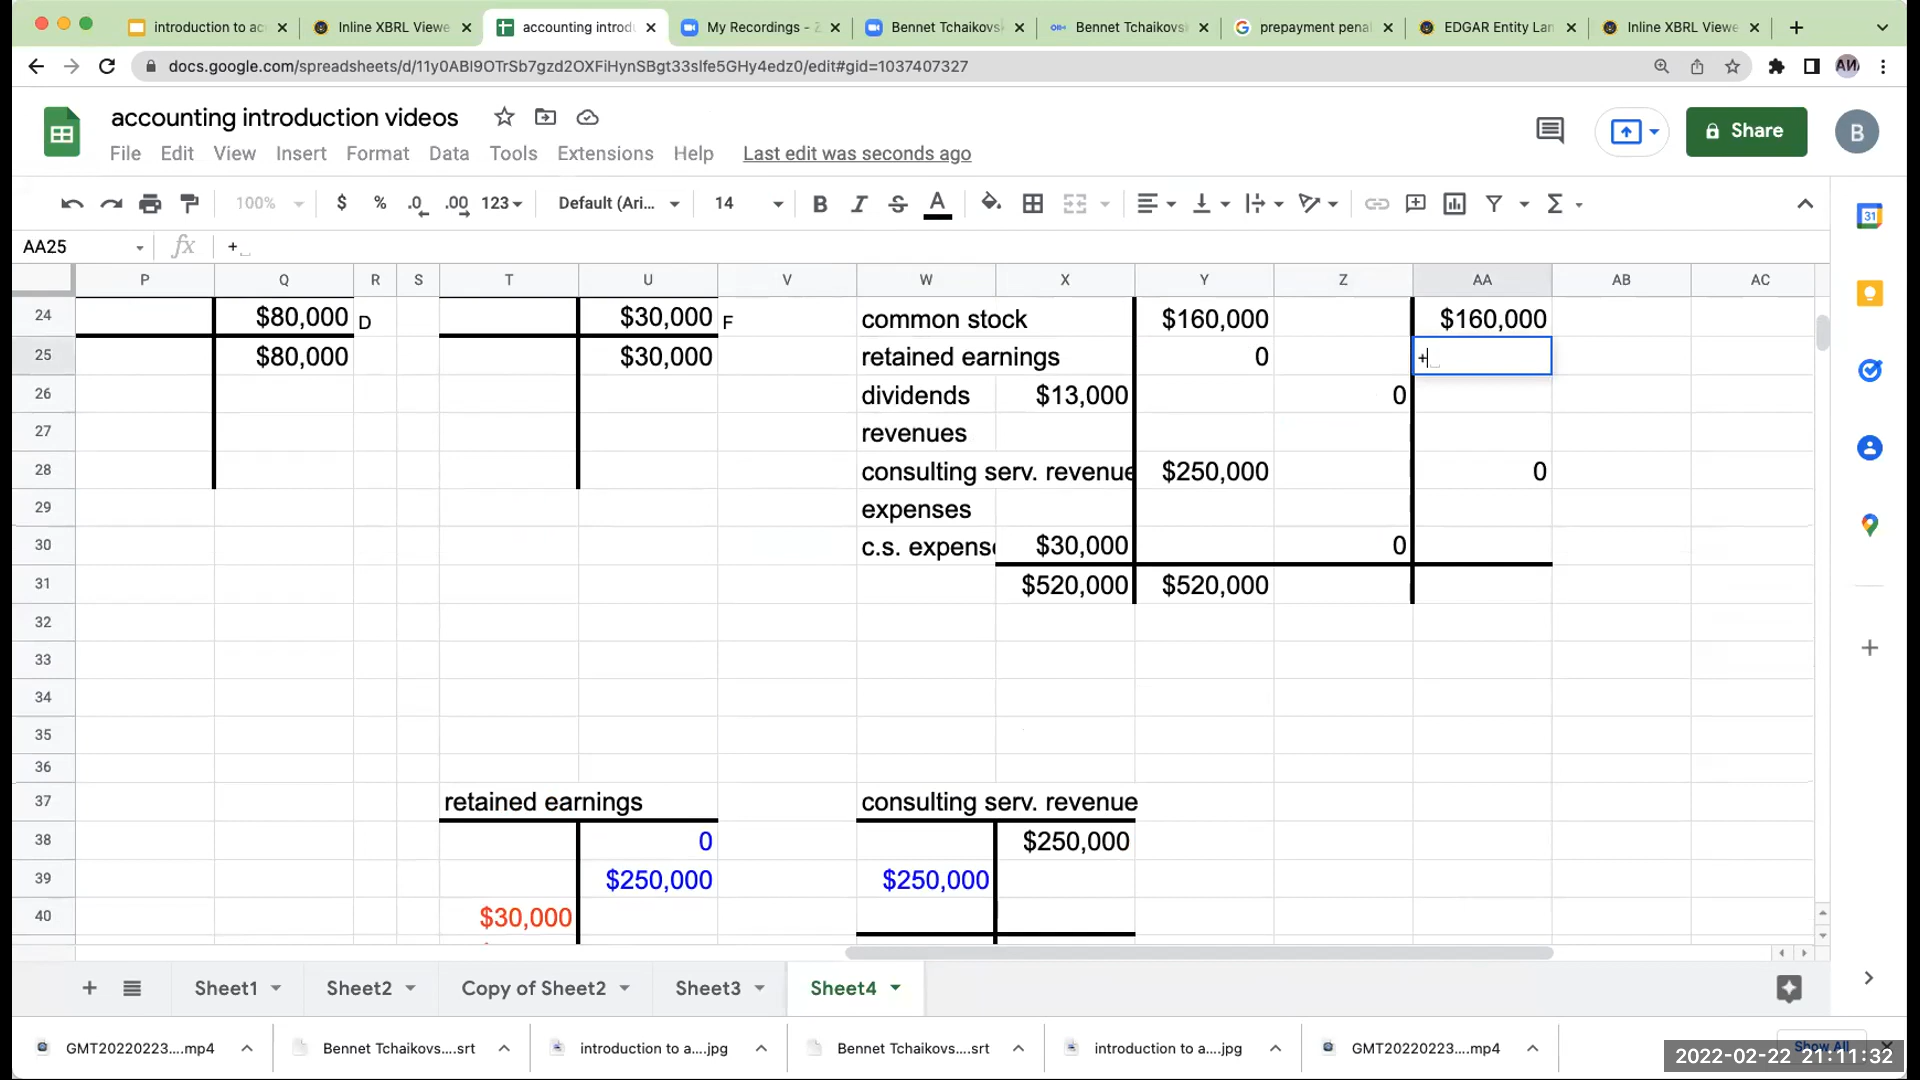 introduction to ac
Inline XBRL Viewe
accounting introdu
My Recordings - Z
Bennet Tchaikovs
Bennet Tchaikovs
prepayment penal
EDGAR Entity Lan
Inline XBRL Viewe
docs.google.com/spreadsheets/d/11y0ABl9OTrSb7gzd2OXFiHynSBgt33slfe5GHy4edz0/edit#gid=1037407327
accounting introduction videos
File Edit View Insert Format Data Tools Extensions Help Last edit was seconds ago
Share
B
100% $ % .0 .00 123 Default (Ari... 14 B I S A
31
AA25 fx +
P Q R S T U V W X Y Z AA AB AC
24 $80,000 D $30,000 F common stock $160,000 $160,000
25 $80,000 $30,000 retained earnings 0 +
26 dividends $13,000 0
27 revenues
28 consulting serv. revenue $250,000 0
29 expenses
30 c.s. expense $30,000 0
31 $520,000 $520,000
32
33
34
35
36
37 retained earnings consulting serv. revenue
38 0 $250,000
39 $250,000 $250,000
40 $30,000
Sheet1 Sheet2 Copy of Sheet2 Sheet3 Sheet4
GMT20220223....mp4
Bennet Tchaikovs....srt
introduction to a....jpg
Bennet Tchaikovs....srt
introduction to a....jpg
GMT20220223....mp4
Show All
2022-02-22 21:11:32